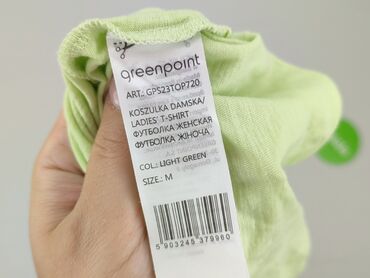 greenpoint
ART.: GPS23TOP720
KOSZULKA DAMSKA/
LADIES' T-SHIRT
ФУТБОЛКА ЖЕНСКАЯ
ФУТБОЛКА ЖІНОЧА
COL.: LIGHT GREEN
SIZE.: M
5 903245 379960